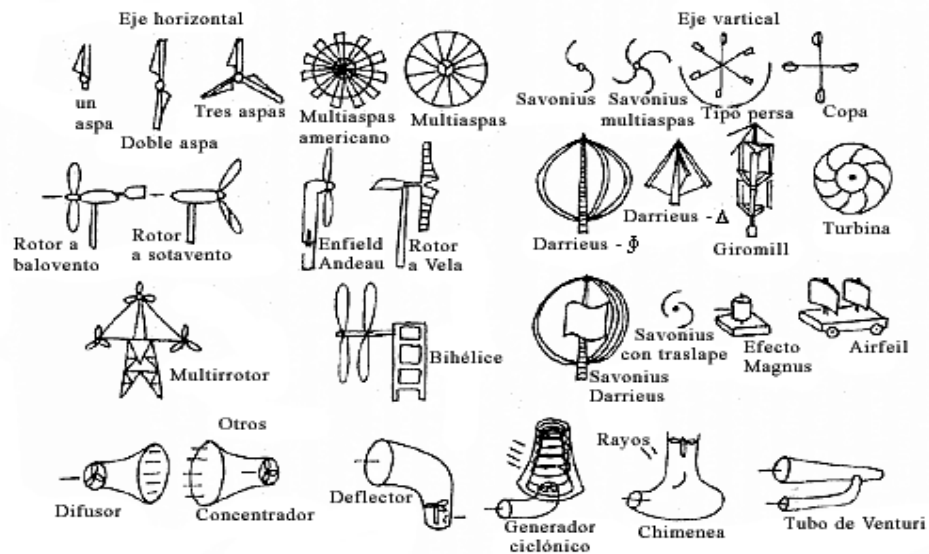 Eje horizontal
Eje vartical
un
aspa
Doble aspa
Tres aspas
Multiaspas
americano
Multiaspas
Savonius
Savonius
multiaspas
Tipo persa
Copa
Rotor a
balovento
Rotor
a sotavento
Enfield
Andeau
Rotor
a Vela
Darrieus - Φ
Darrieus - Δ
Giromill
Turbina
Multirrotor
Bihélice
Savonius
Darrieus
Savonius
con traslape
Efecto
Magnus
Airfeil
Otros
Difusor
Concentrador
Deflector
Generador
ciclónico
Rayos
Chimenea
Tubo de Venturi